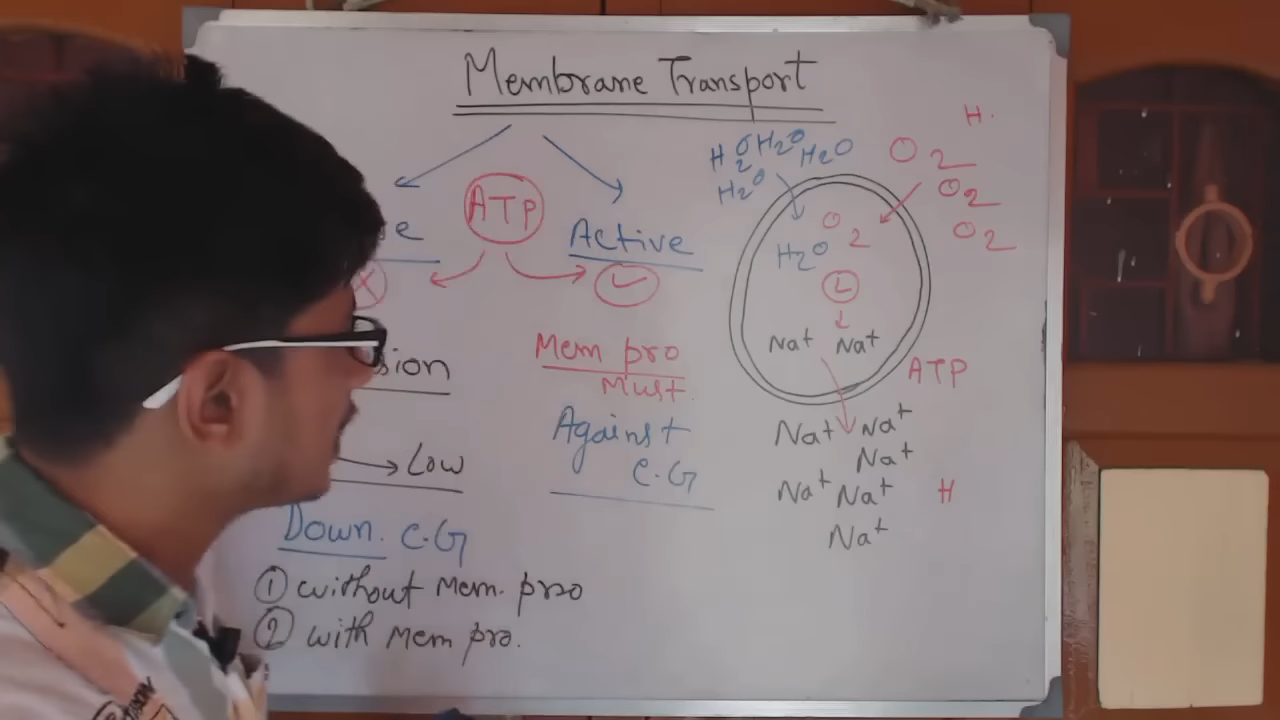 Membrane Transport
H2O H2O H2O
H2O
O2
H.
O2
O2
ATP
e
Active
O2
H2O
L
Na+ Na+
sion
Mem pro
Must
ATP
Against
C.G
Low
Na+ Na+
Na+
Na+ Na+ H
Na+
Down. C.G
① without Mem. pro
② with Mem pro.